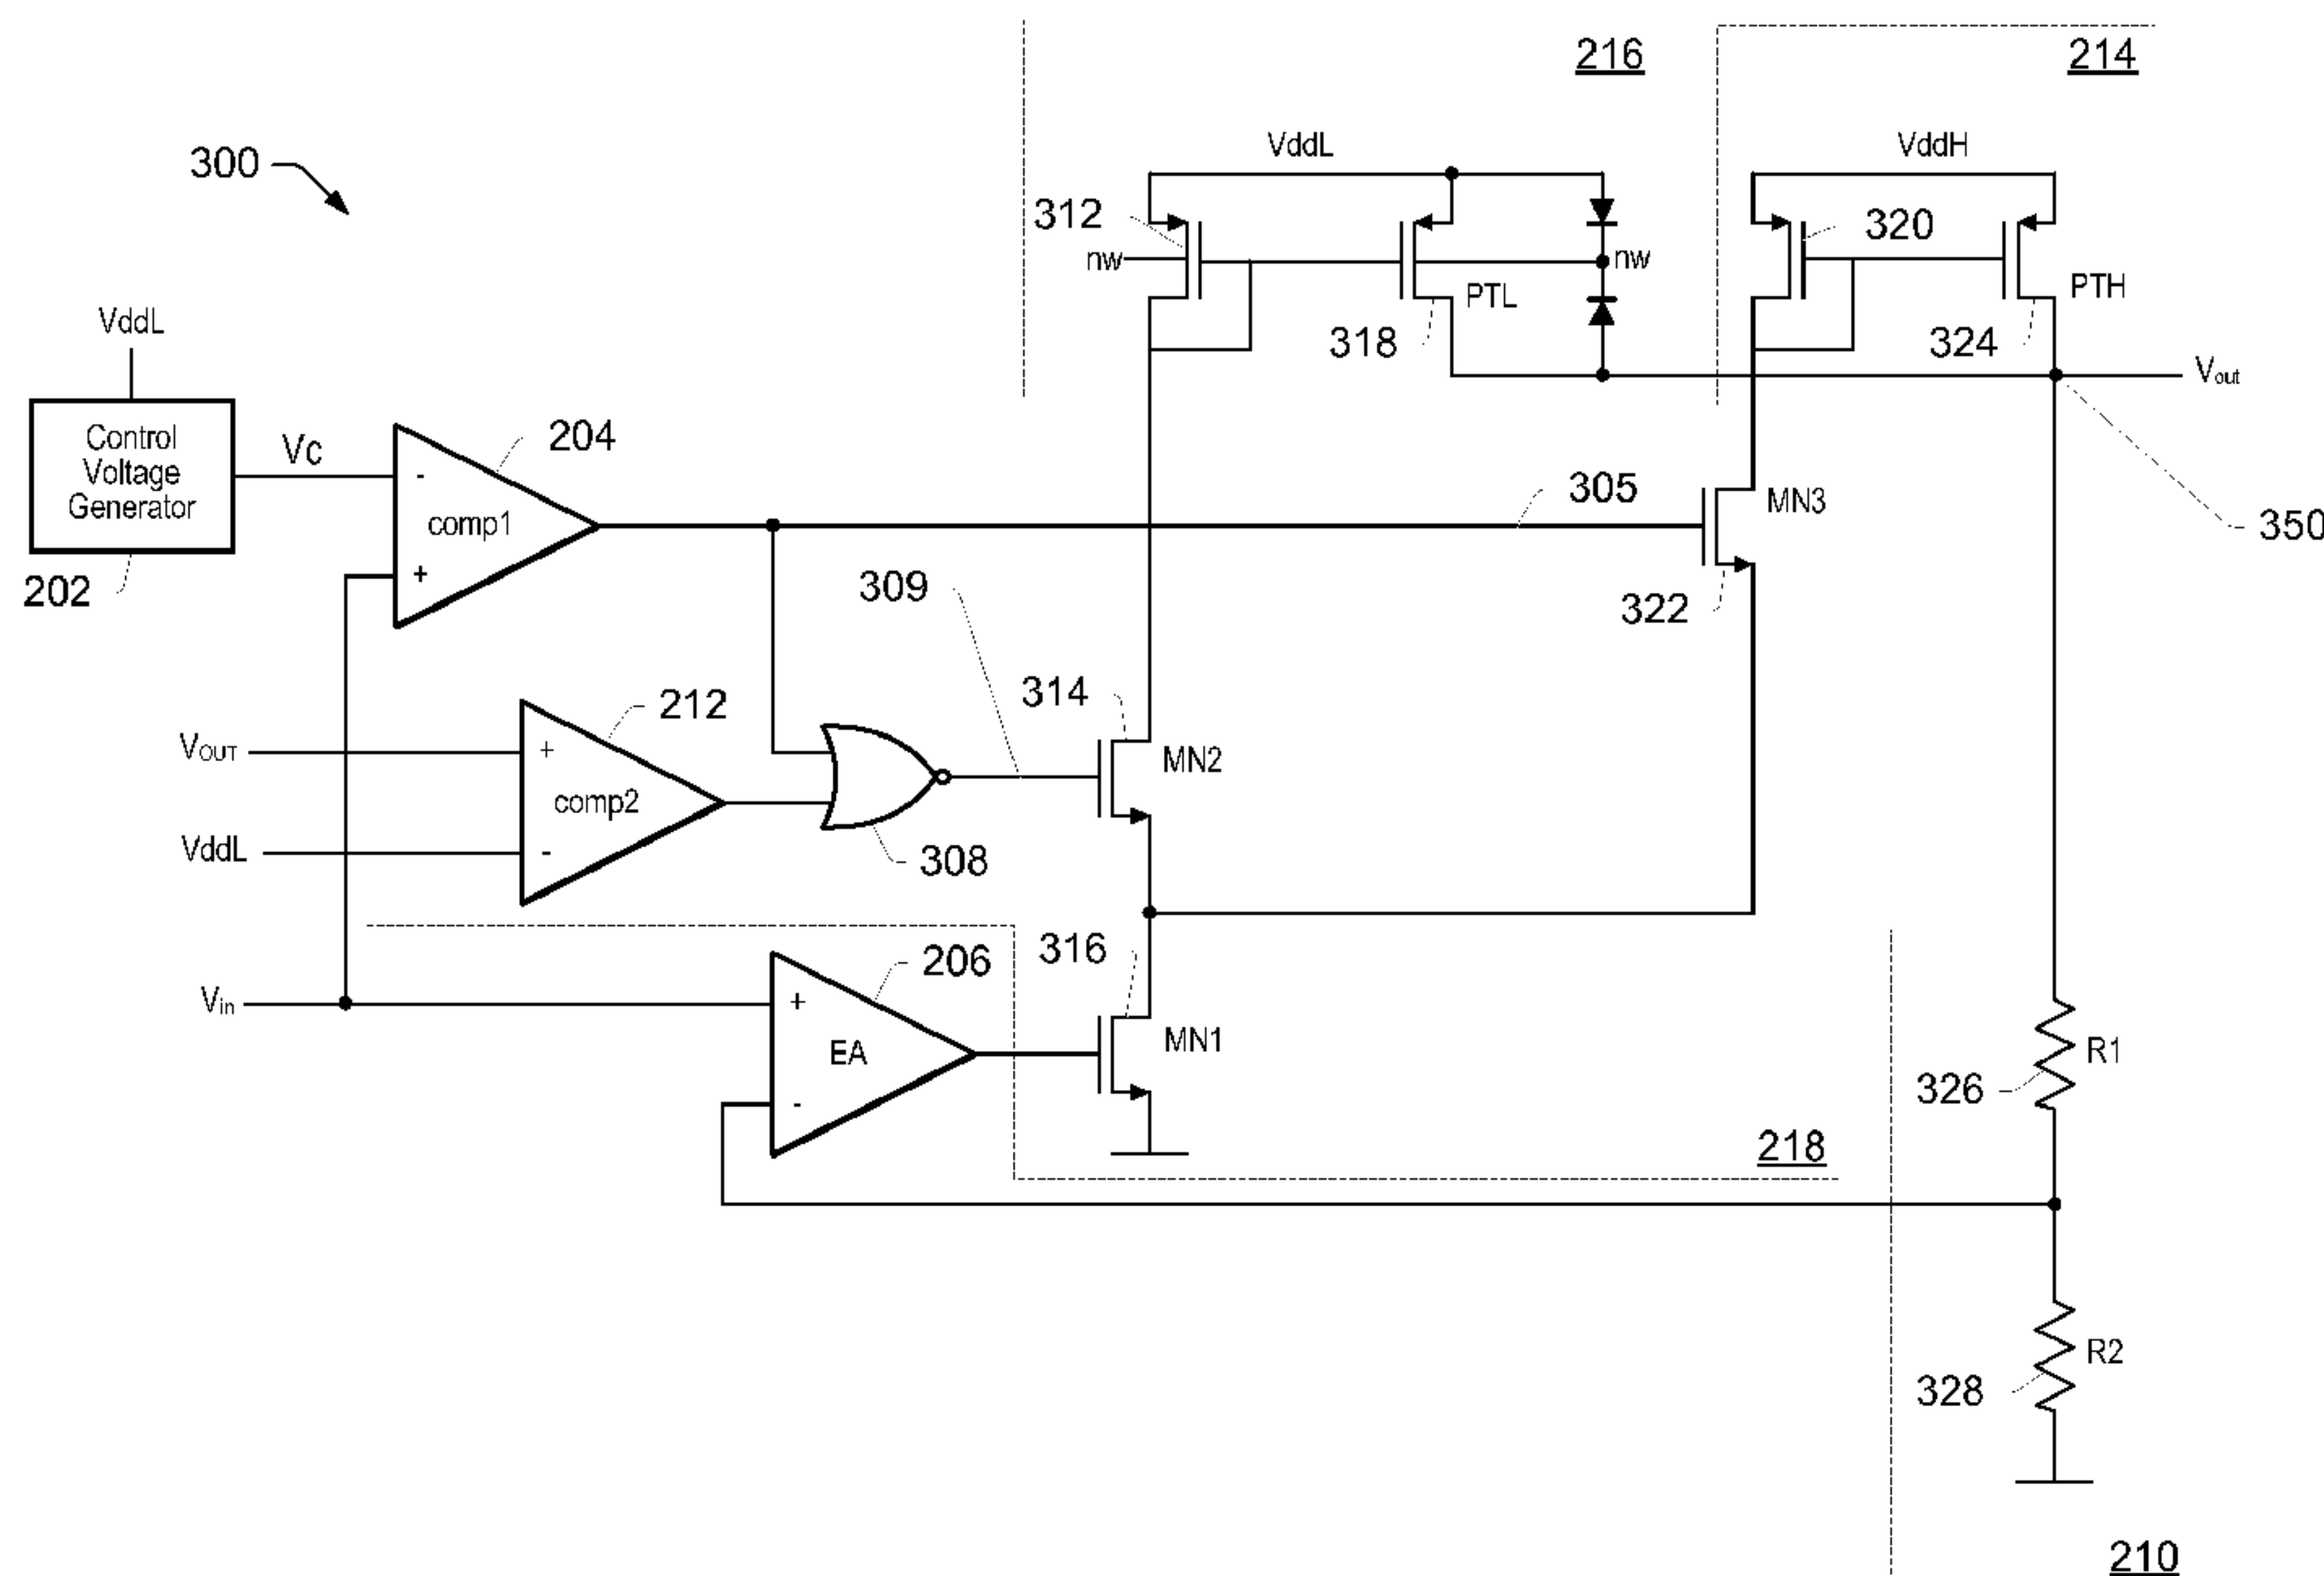 216
214
300
VddL
VddH
312
320
nw
nw
PTL
PTH
318
324
VddL
Vout
Control
Voltage
Generator
Vc
204
-
comp1
305
MN3
350
+
202
309
322
212
314
VOUT
+
MN2
comp2
VddL
-
308
206
316
Vin
+
EA
MN1
R1
326
-
218
R2
328
210